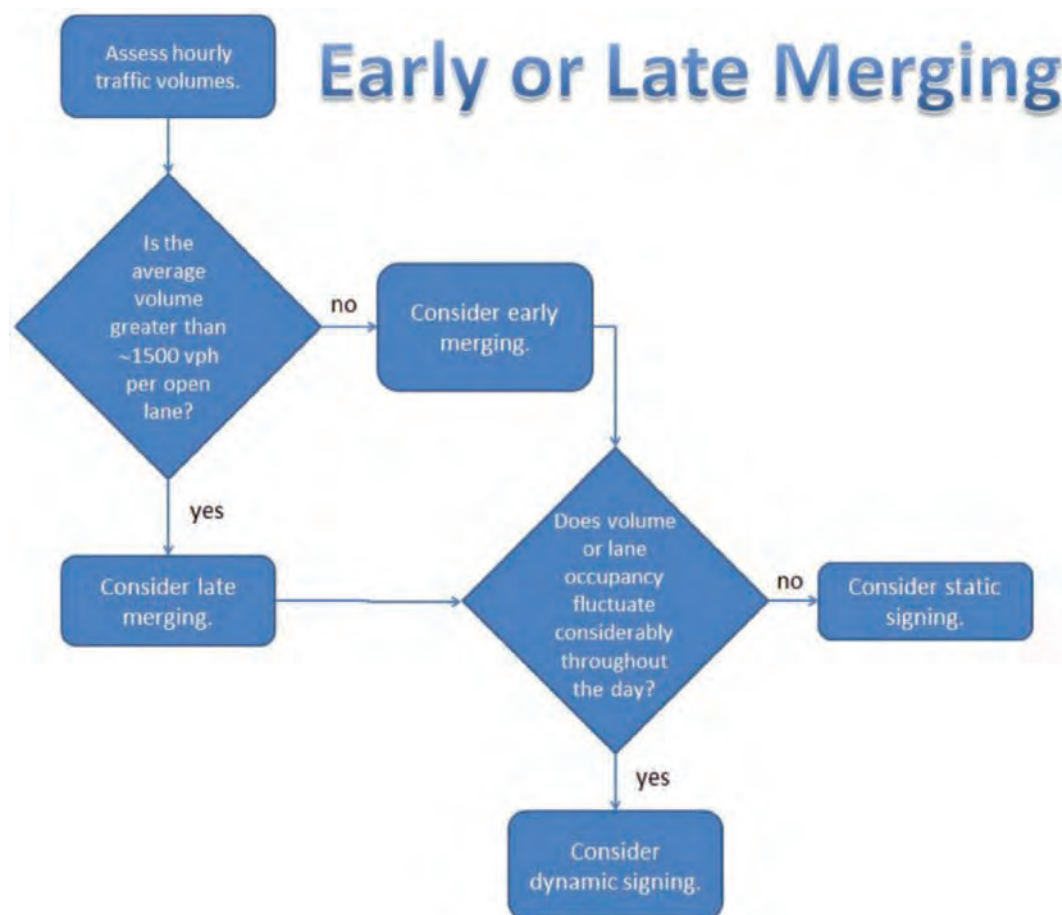 Assess hourly
traffic volumes.
Early or Late Merging
Is the
average
volume
greater than
~1500 vph
per open
lane?
no
Consider early
merging.
yes
Consider late
merging.
Does volume
or lane
occupancy
fluctuate
considerably
throughout
the day?
no
Consider static
signing.
yes
Consider
dynamic signing.